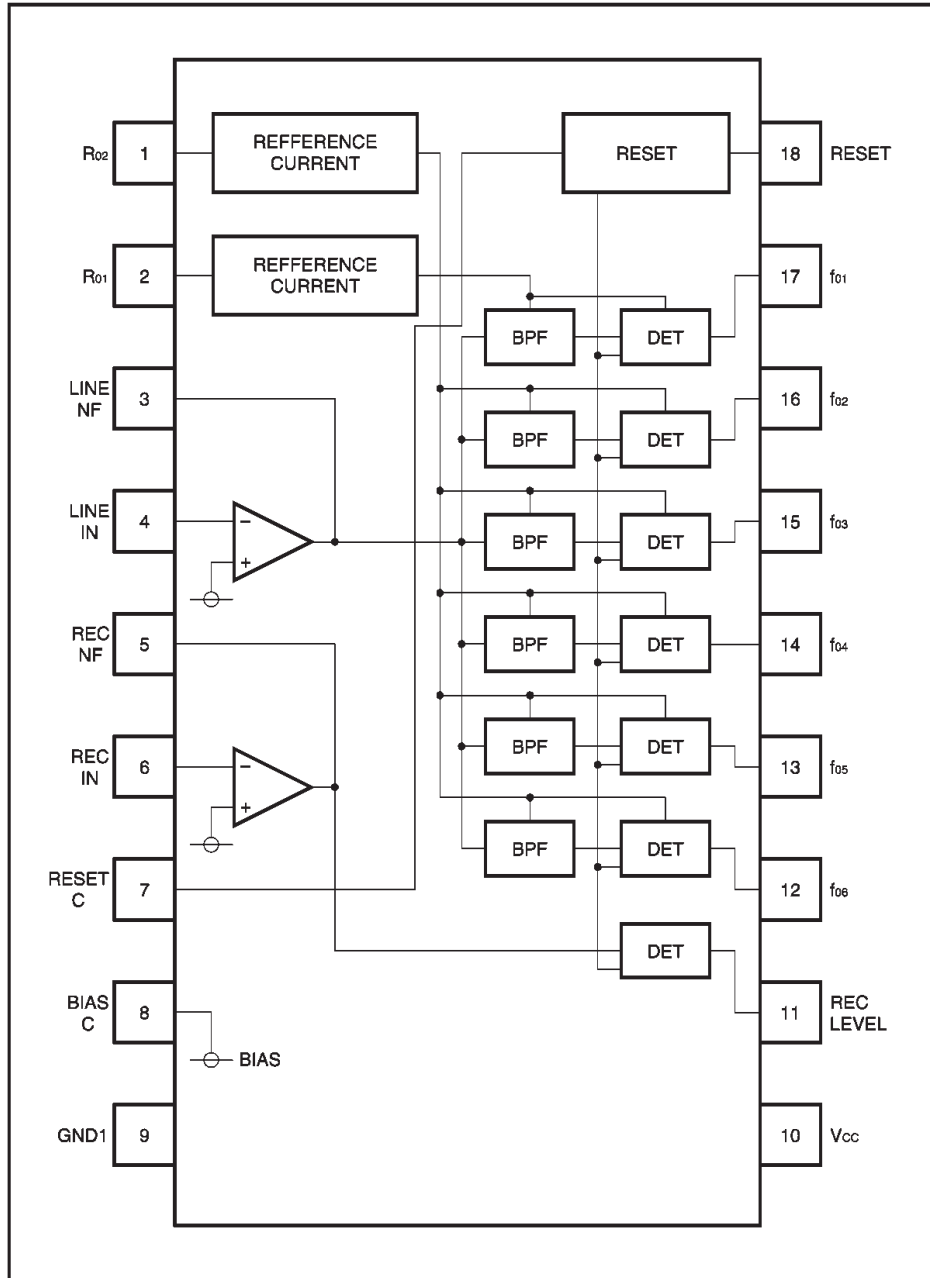 R02
1
REFFERENCE
CURRENT
RESET
18
RESET
R01
2
REFFERENCE
CURRENT
17
f01
BPF
DET
LINE
NF
3
16
f02
BPF
DET
LINE
IN
4
−
+
15
f03
BPF
DET
REC
NF
5
14
f04
BPF
DET
REC
IN
6
−
+
13
f05
BPF
DET
RESET
C
7
12
f06
BPF
DET
DET
BIAS
C
8
BIAS
11
REC
LEVEL
GND1
9
10
VCC